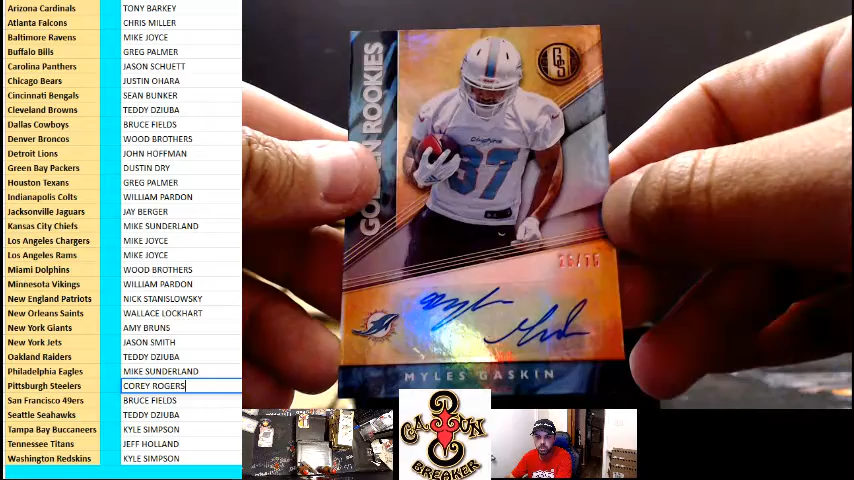 Arizona Cardinals TONY BARKEY
Atlanta Falcons CHRIS MILLER
Baltimore Ravens MIKE JOYCE
Buffalo Bills GREG PALMER
Carolina Panthers JASON SCHUETT
Chicago Bears JUSTIN OHARA
Cincinnati Bengals SEAN BUNKER
Cleveland Browns TEDDY DZIUBA
Dallas Cowboys BRUCE FIELDS
Denver Broncos WOOD BROTHERS
Detroit Lions JOHN HOFFMAN
Green Bay Packers DUSTIN DRY
Houston Texans GREG PALMER
Indianapolis Colts WILLIAM PARDON
Jacksonville Jaguars JAY BERGER
Kansas City Chiefs MIKE SUNDERLAND
Los Angeles Chargers MIKE JOYCE
Los Angeles Rams MIKE JOYCE
Miami Dolphins WOOD BROTHERS
Minnesota Vikings WILLIAM PARDON
New England Patriots NICK STANISLOWSKY
New Orleans Saints WALLACE LOCKHART
New York Giants AMY BRUNS
New York Jets JASON SMITH
Oakland Raiders TEDDY DZIUBA
Philadelphia Eagles MIKE SUNDERLAND
Pittsburgh Steelers COREY ROGERS
San Francisco 49ers BRUCE FIELDS
Seattle Seahawks TEDDY DZIUBA
Tampa Bay Buccaneers KYLE SIMPSON
Tennessee Titans JEFF HOLLAND
Washington Redskins KYLE SIMPSON
ROOKIES
GS
37
MYLES GASKIN
CAJUN
BREAKER